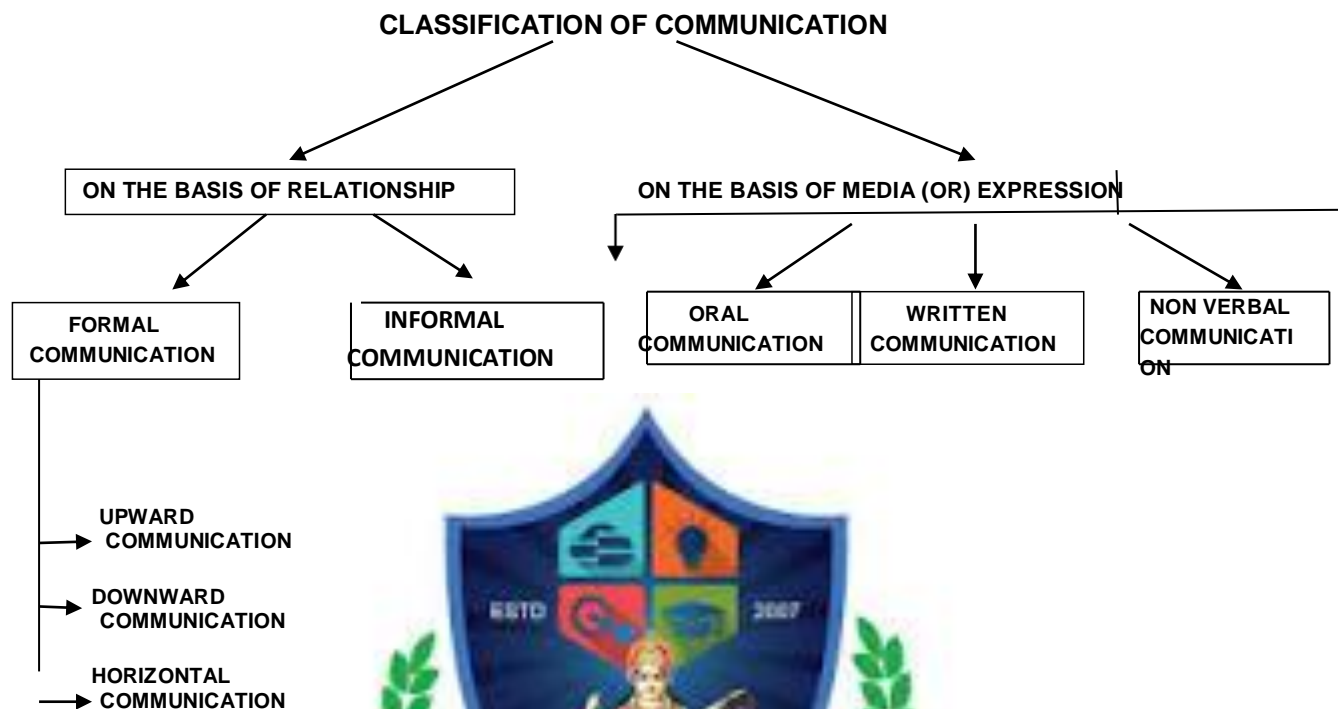 CLASSIFICATION OF COMMUNICATION
ON THE BASIS OF RELATIONSHIP
ON THE BASIS OF MEDIA (OR) EXPRESSION
FORMAL
COMMUNICATION
INFORMAL
COMMUNICATION
ORAL
COMMUNICATION
WRITTEN
COMMUNICATION
NON VERBAL
COMMUNICATI
ON
UPWARD
COMMUNICATION
DOWNWARD
COMMUNICATION
HORIZONTAL
COMMUNICATION
ESTD
2007